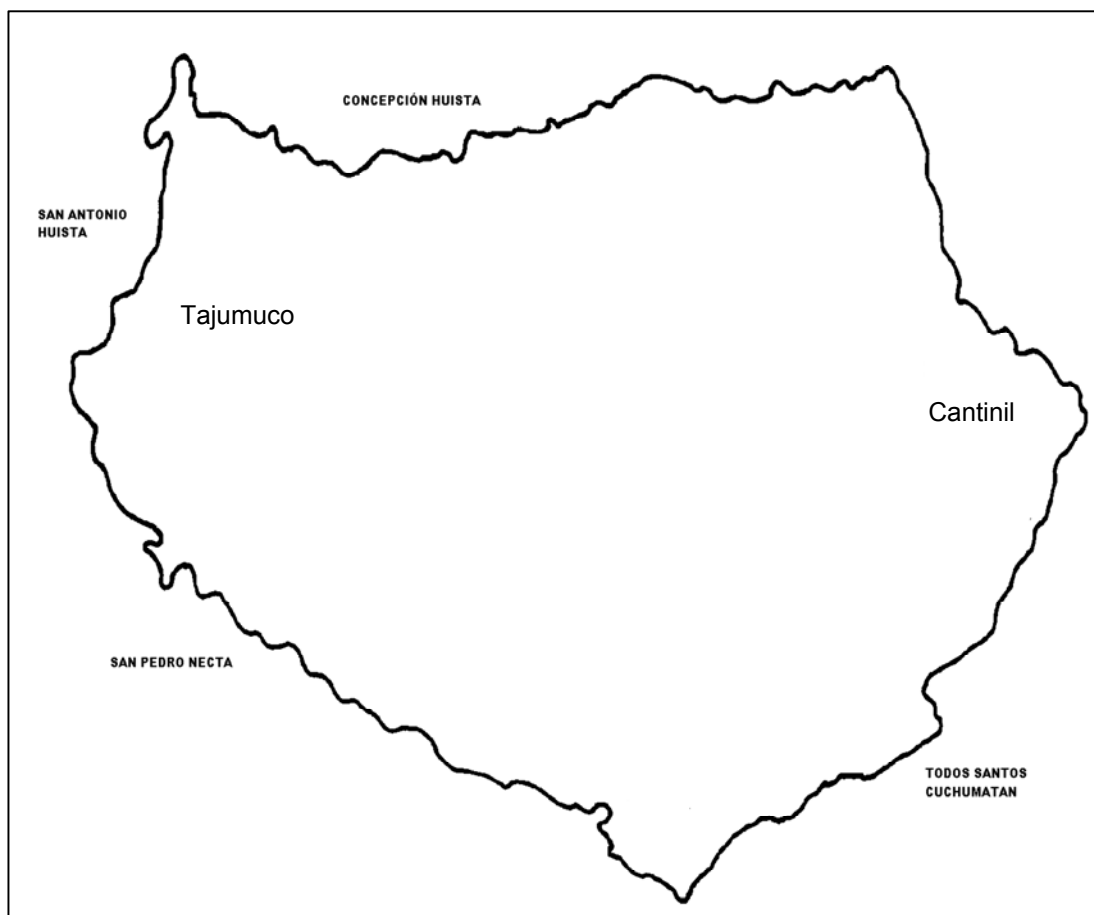 CONCEPCIÓN HUISTA
SAN ANTONIO
HUISTA
Tajumuco
Cantinil
SAN PEDRO NECTA
TODOS SANTOS
CUCHUMATAN